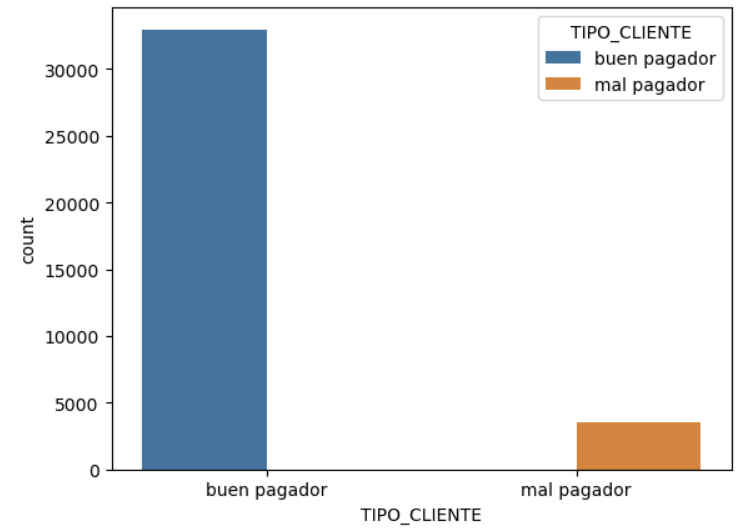 TIPO_CLIENTE
buen pagador
mal pagador
30000
25000
20000
15000
10000
5000
0
count
buen pagador mal pagador
TIPO_CLIENTE